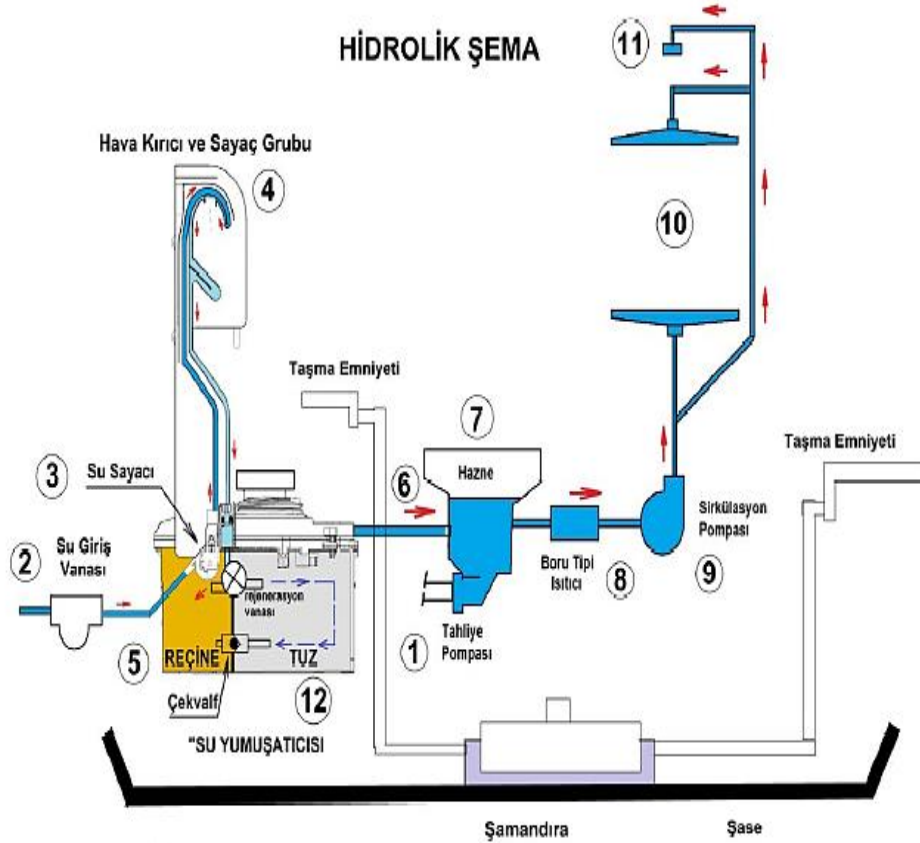 HİDROLİK ŞEMA
11
Hava Kırıcı ve Sayaç Grubu
4
10
Taşma Emniyeti
7
Taşma Emniyeti
3
Su Sayacı
6
Hazne
2
Su Giriş
Vanası
Sirkülasyon
Pompası
Boru Tipi
Isıtıcı
8
9
rejenerasyon
vanası
1
Tahliye
Pompası
5
REÇİNE
TUZ
Çekvalf
12
"SU YUMUŞATICISI
Şamandıra
Şase